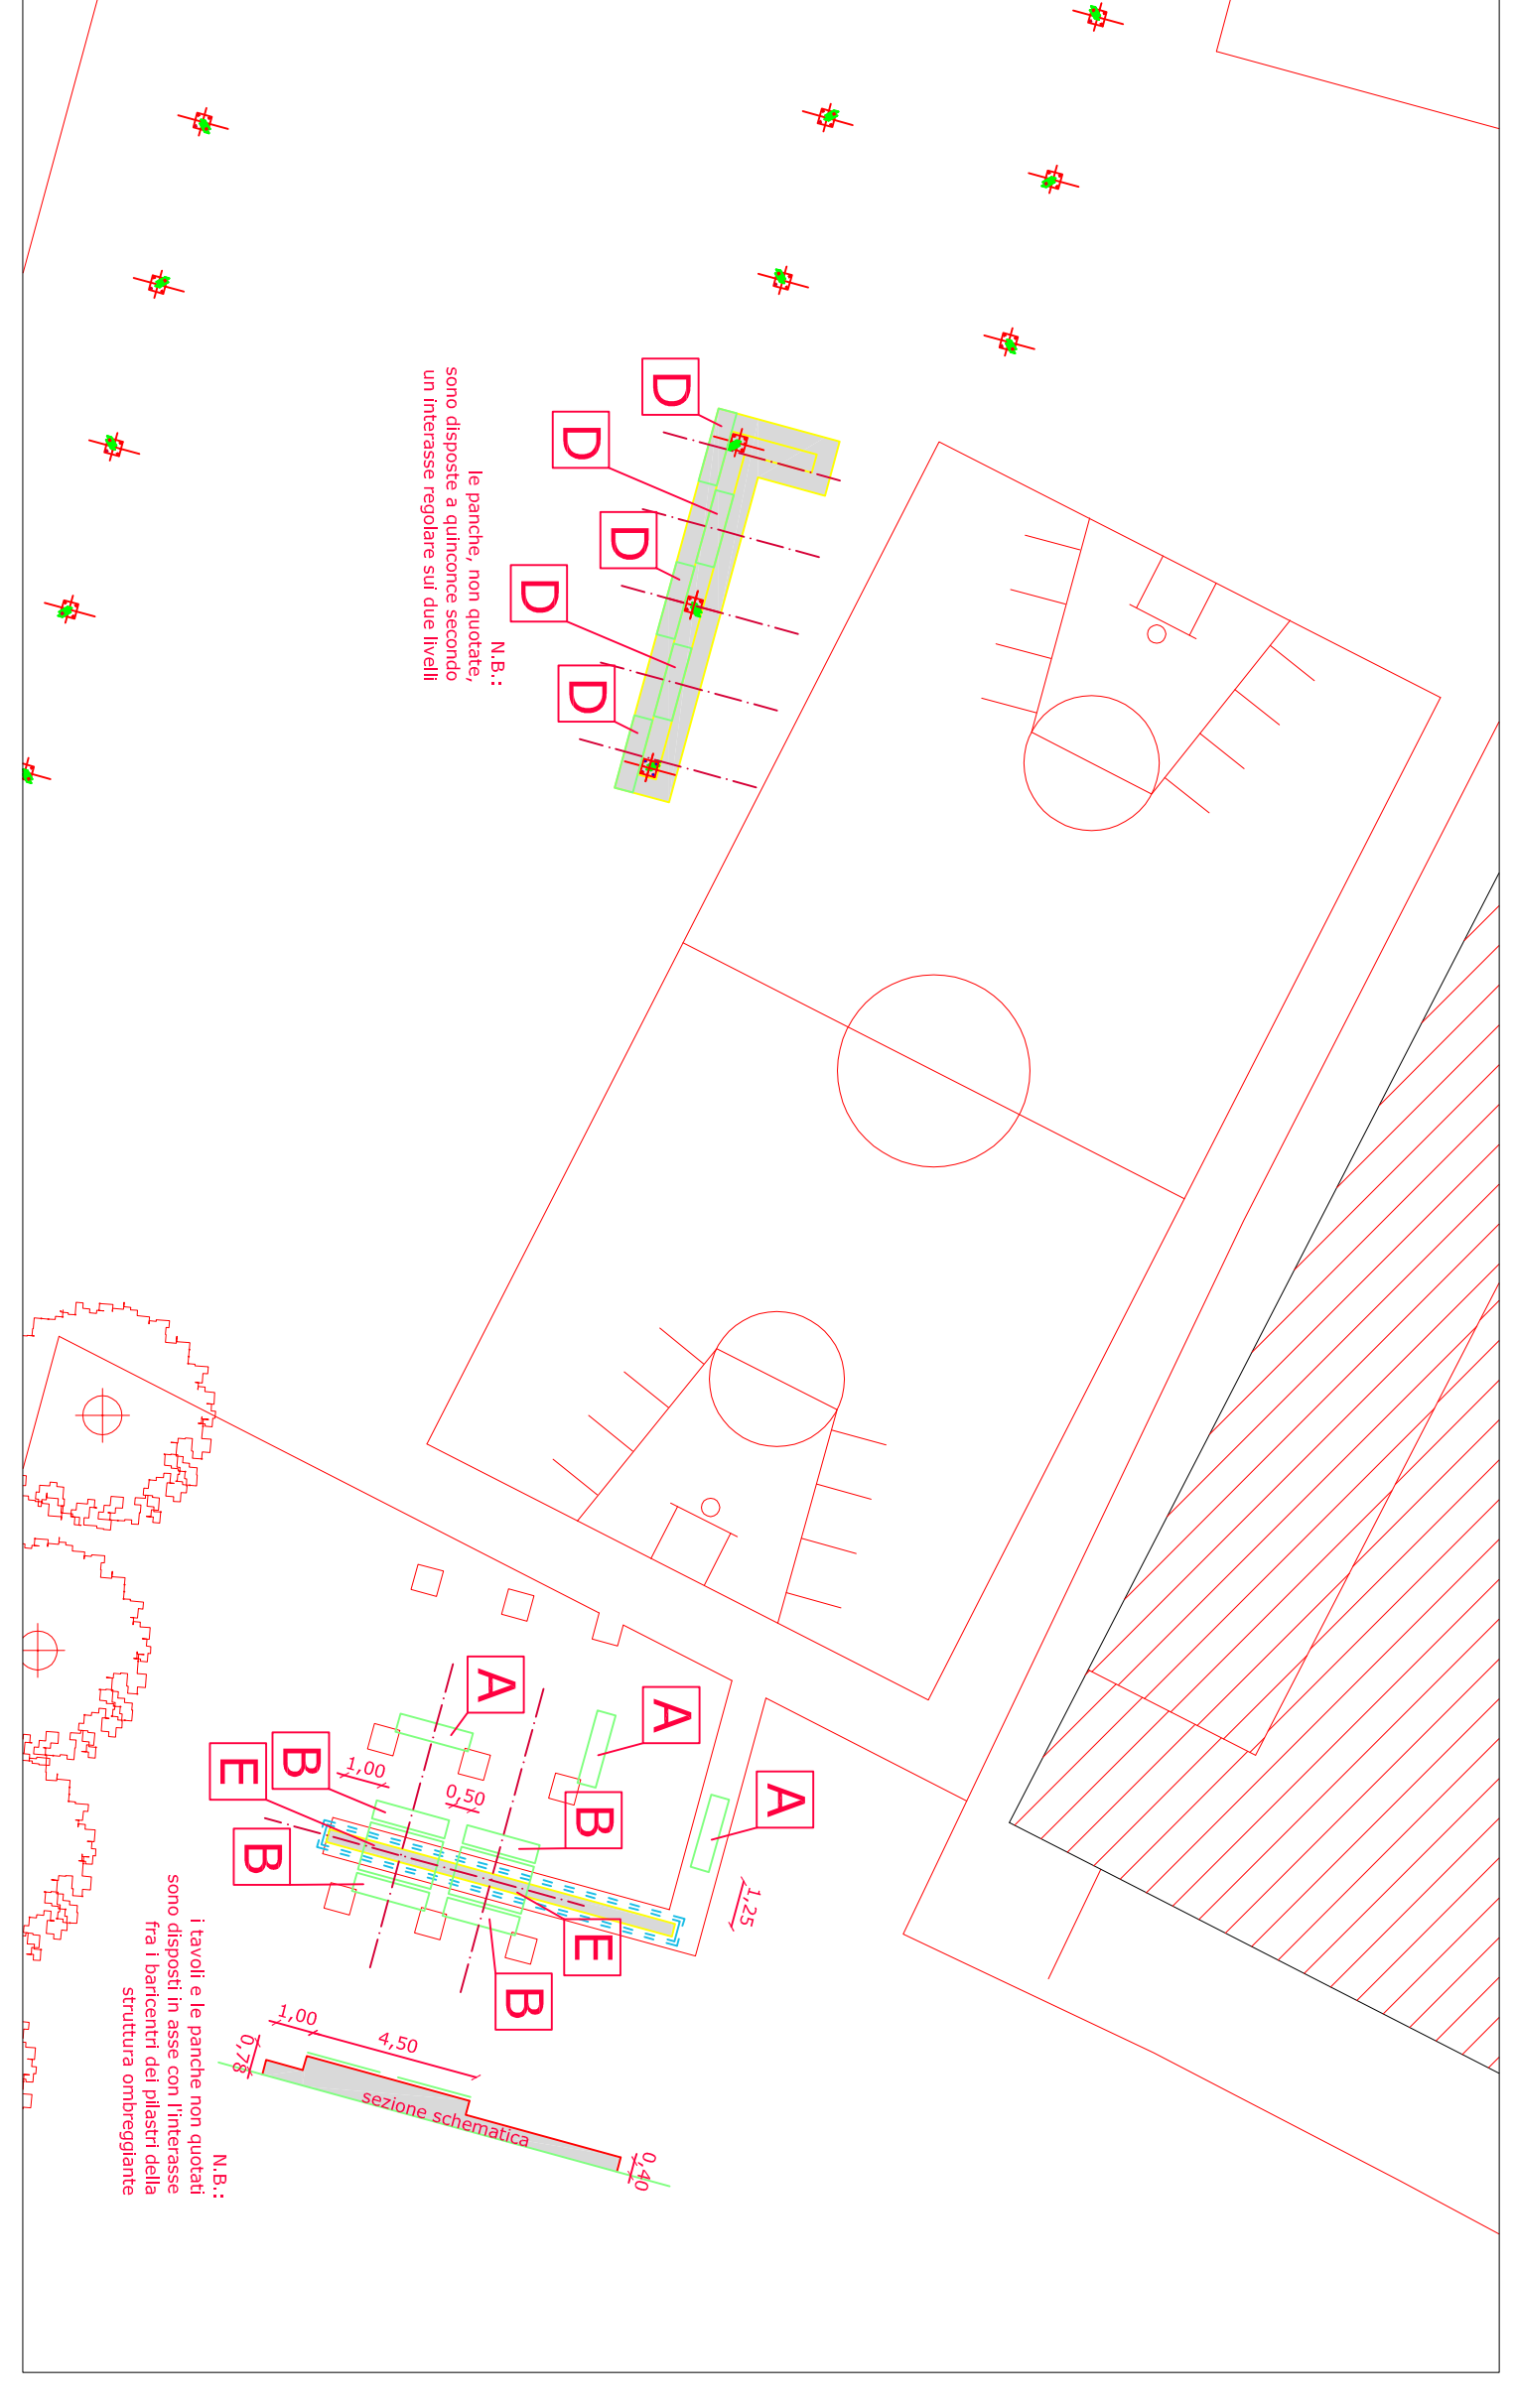 D
D
D
D
D
N.B.:
le panche, non quotate,
sono disposte a quinconce secondo
un interasse regolare sui due livelli
A
A
A
B
E
B
B
E
B
1,00
0,50
1,25
1,00
4,50
0,78
0,40
sezione schematica
N.B.:
i tavoli e le panche non quotati
sono disposti in asse con l'interasse
fra i baricentri dei pilastri della
struttura ombreggiante